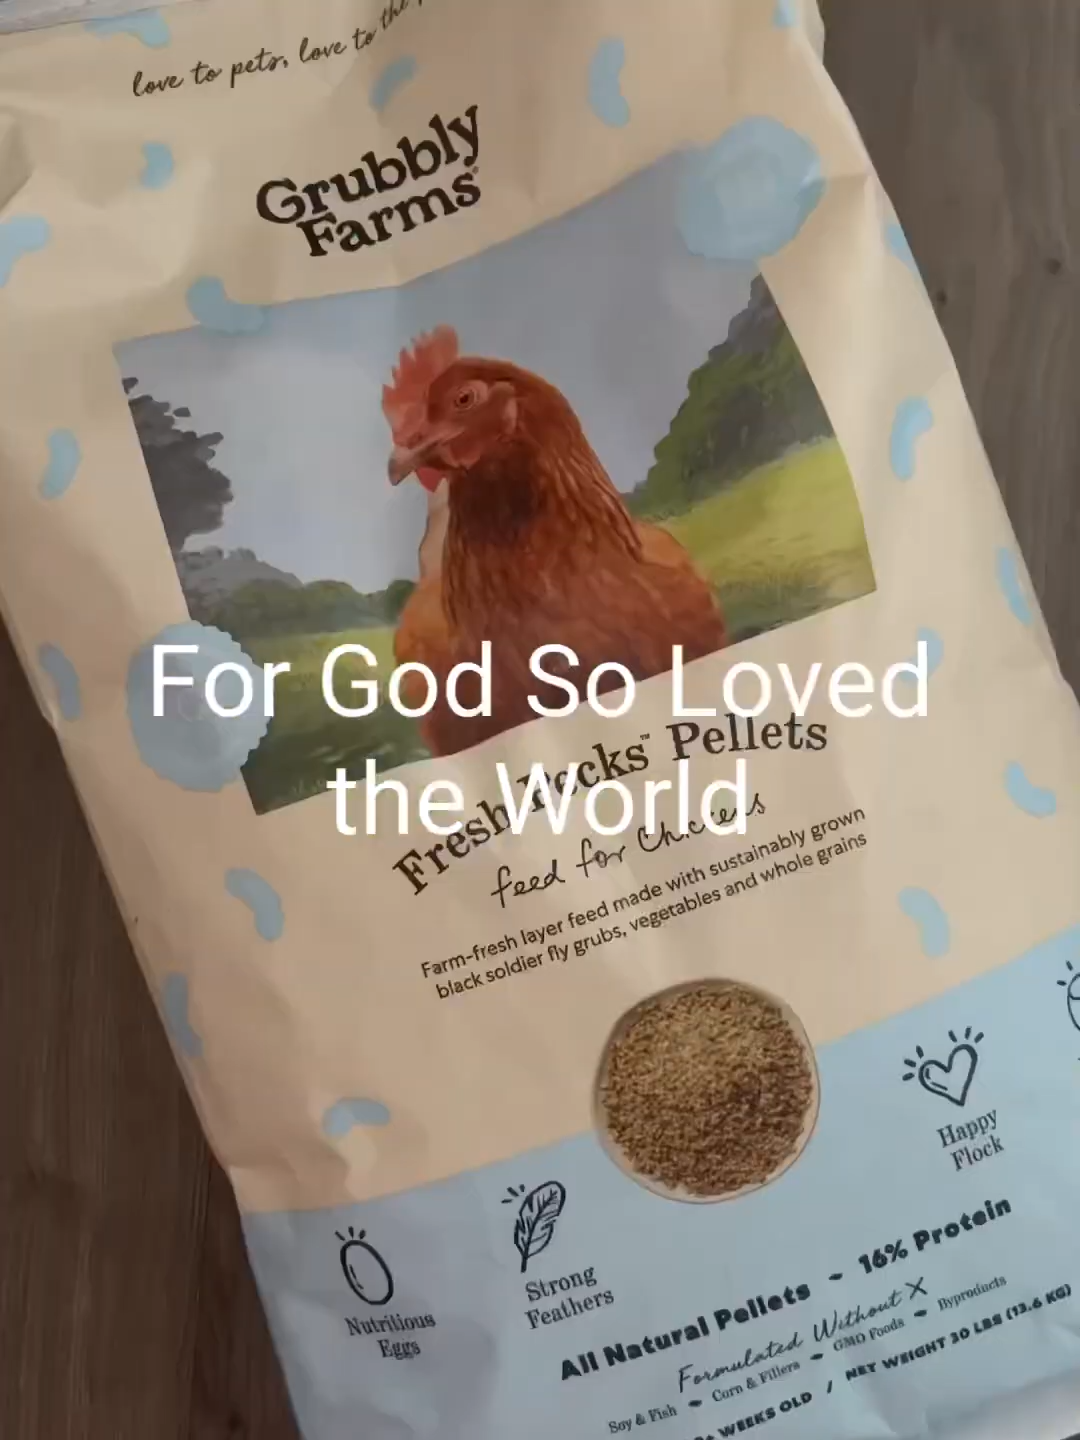 love to pets, love to the
Grubbly
Farms
For God So Loved
the World
Fresh Pecks™ Pellets
feed for Chickens
Farm-fresh layer feed made with sustainably grown
black soldier fly grubs, vegetables and whole grains
Happy
Flock
Strong
Feathers
Nutritious
Eggs
All Natural Pellets ~ 16% Protein
Formulated Without X
Soy & Fish ~ Corn & Fillers ~ GMO Foods ~ Byproducts
WEEKS OLD / NET WEIGHT 30 LBS (13.6 KG)